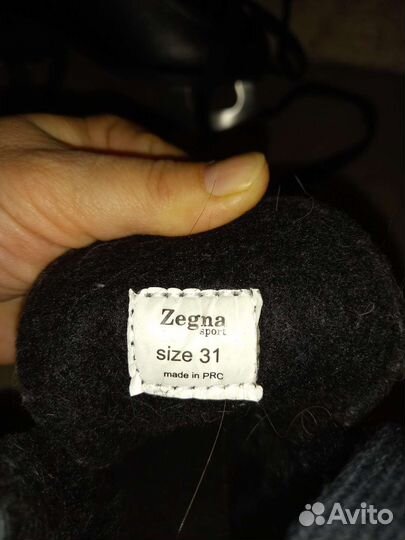 Zegna
sport
size 31
made in PRC
Avito